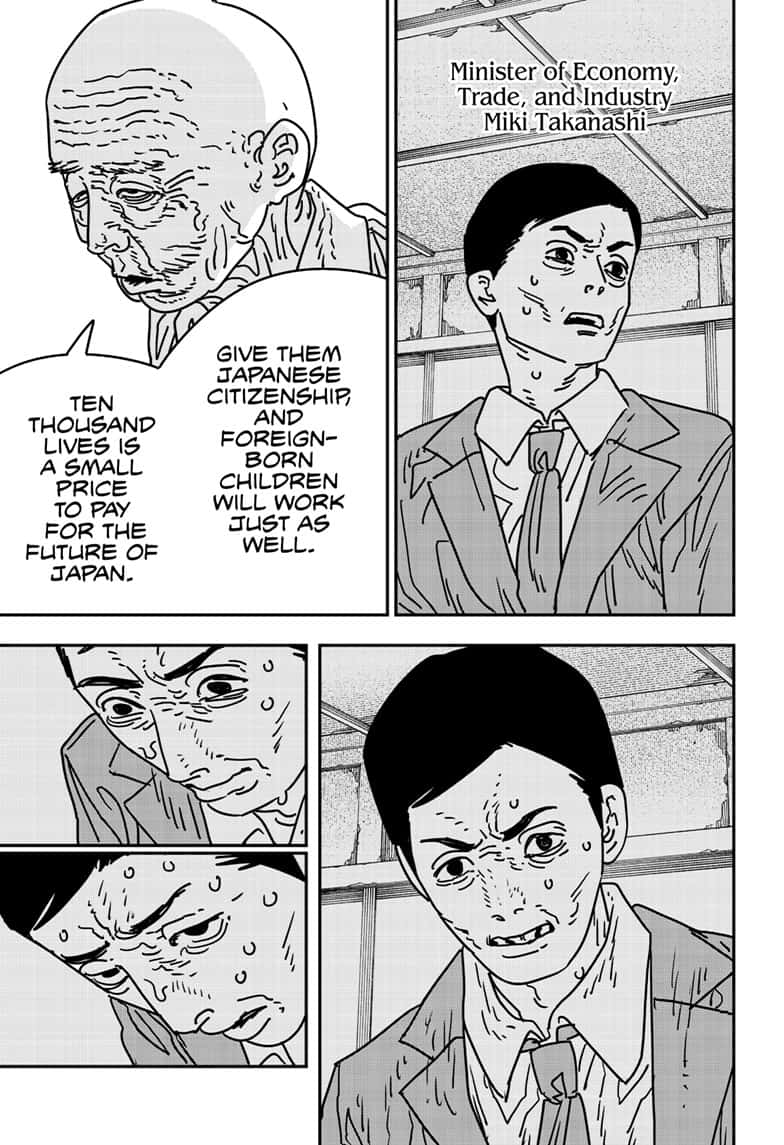 Minister of Economy,
Trade, and Industry
Miki Takanashi
GIVE THEM
JAPANESE
CITIZENSHIP,
AND
FOREIGN-
BORN
CHILDREN
WILL WORK
JUST AS
WELL.
TEN
THOUSAND
LIVES IS
A SMALL
PRICE
TO PAY
FOR THE
FUTURE OF
JAPAN.